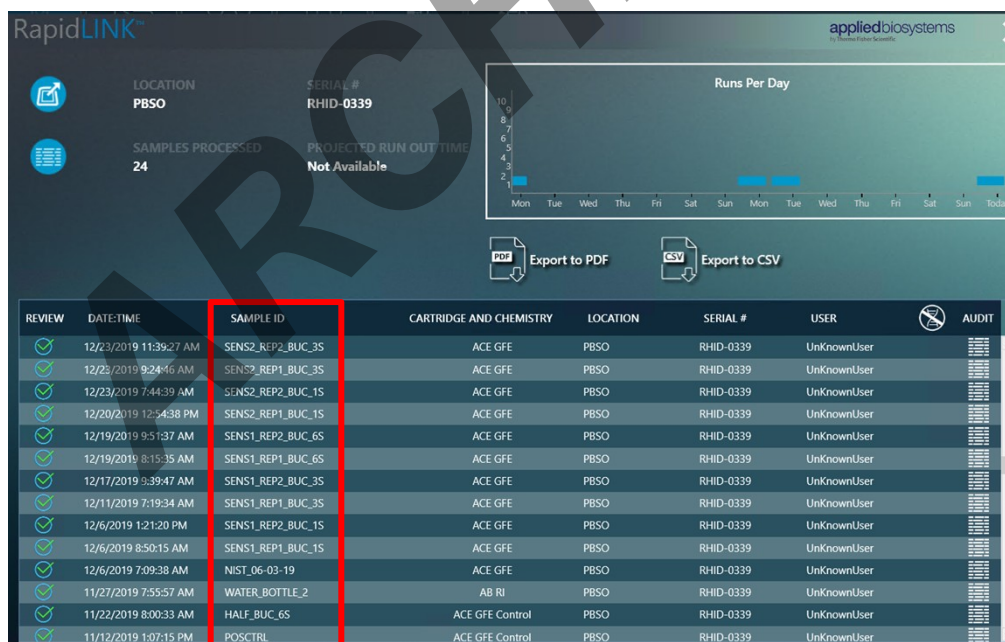 RapidLINK™
appliedbiosystems
by Thermo Fisher Scientific
LOCATION SERIAL #
PBSO RHID-0339
SAMPLES PROCESSED PROJECTED RUN OUT TIME
24 Not Available
Runs Per Day
10
9
8
7
6
5
4
3
2
1
Mon Tue Wed Thu Fri Sat Sun Mon Tue Wed Thu Fri Sat Sun Toda
PDF Export to PDF CSV Export to CSV
REVIEW DATE:TIME SAMPLE ID CARTRIDGE AND CHEMISTRY LOCATION SERIAL # USER AUDIT
12/23/2019 11:39:27 AM SENS2_REP2_BUC_3S ACE GFE PBSO RHID-0339 UnKnownUser
12/23/2019 9:24:46 AM SENS2_REP1_BUC_3S ACE GFE PBSO RHID-0339 UnKnownUser
12/23/2019 7:44:39 AM SENS2_REP2_BUC_1S ACE GFE PBSO RHID-0339 UnKnownUser
12/20/2019 12:54:38 PM SENS2_REP1_BUC_1S ACE GFE PBSO RHID-0339 UnKnownUser
12/19/2019 9:51:37 AM SENS1_REP2_BUC_6S ACE GFE PBSO RHID-0339 UnKnownUser
12/19/2019 8:15:35 AM SENS1_REP1_BUC_6S ACE GFE PBSO RHID-0339 UnKnownUser
12/17/2019 9:39:47 AM SENS1_REP2_BUC_3S ACE GFE PBSO RHID-0339 UnKnownUser
12/11/2019 7:19:34 AM SENS1_REP1_BUC_3S ACE GFE PBSO RHID-0339 UnKnownUser
12/6/2019 1:21:20 PM SENS1_REP2_BUC_1S ACE GFE PBSO RHID-0339 UnKnownUser
12/6/2019 8:50:15 AM SENS1_REP1_BUC_1S ACE GFE PBSO RHID-0339 UnKnownUser
12/6/2019 7:09:38 AM NIST_06-03-19 ACE GFE PBSO RHID-0339 UnKnownUser
11/27/2019 7:55:57 AM WATER_BOTTLE_2 AB RI PBSO RHID-0339 UnKnownUser
11/22/2019 8:00:33 AM HALF_BUC_6S ACE GFE Control PBSO RHID-0339 UnKnownUser
11/12/2019 1:07:15 PM POSCTRL ACE GFE Control PBSO RHID-0339 UnKnownUser